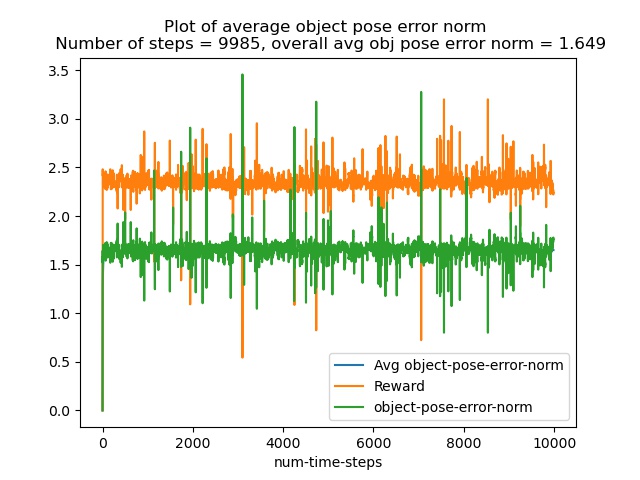 Plot of average object pose error norm
Number of steps = 9985, overall avg obj pose error norm = 1.649
3.5
3.0
2.5
2.0
1.5
1.0
0.5
0.0
Avg object-pose-error-norm
Reward
object-pose-error-norm
0 2000 4000 6000 8000 10000
num-time-steps